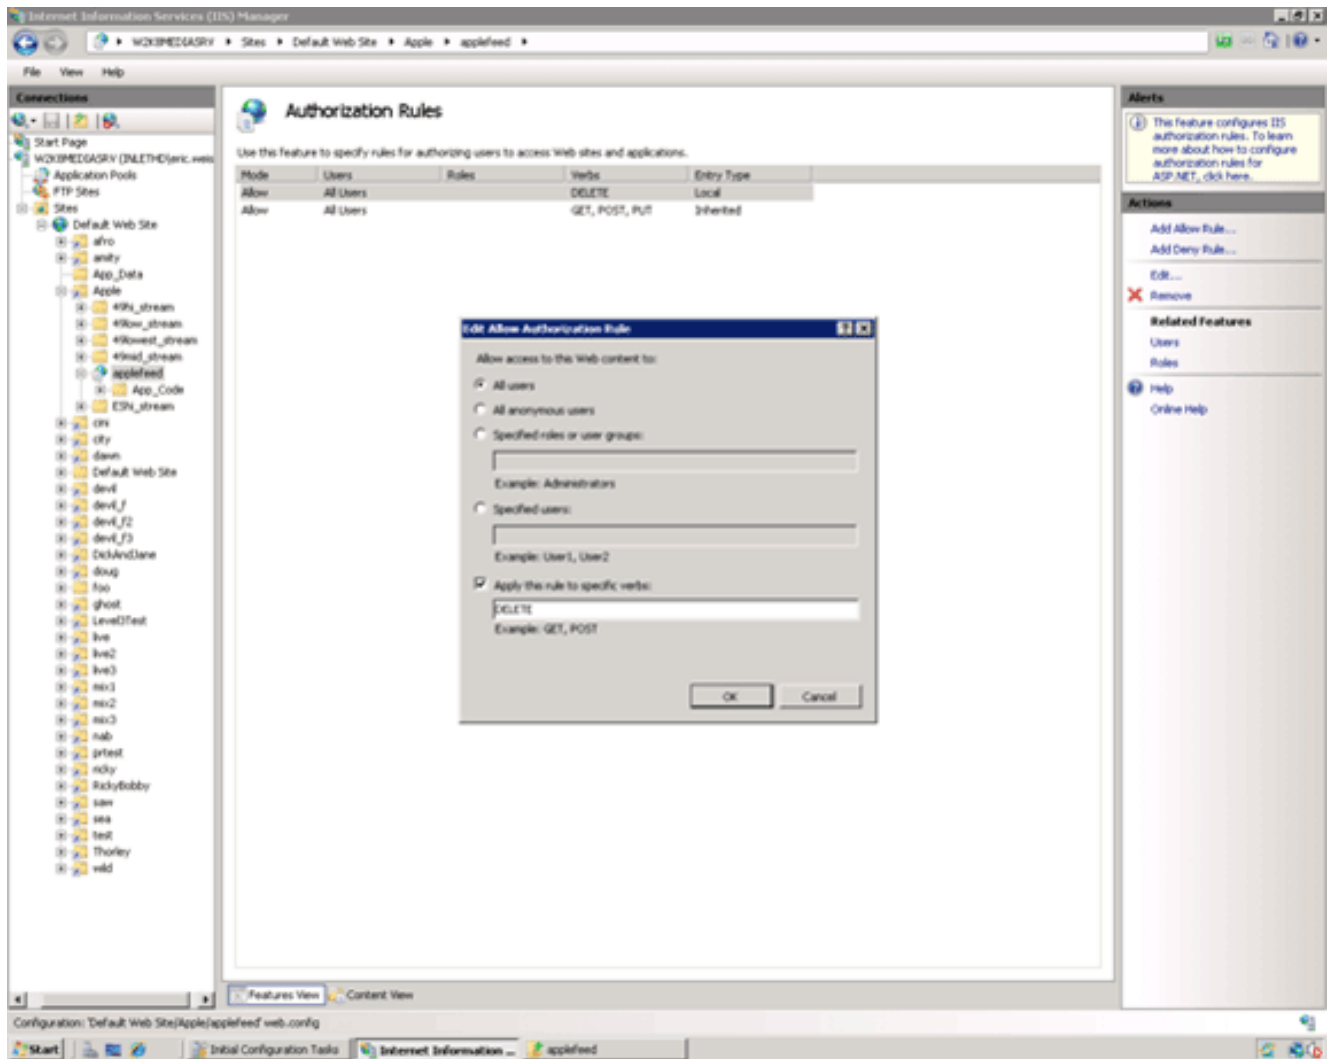 Internet Information Services (IIS) Manager
W2K8MEDIASRV Sites Default Web Site Apple applefeed
File View Help
Connections
Start Page
W2K8MEDIASRV (INLETHD\eric.weis
Application Pools
FTP Sites
Sites
Default Web Site
afro
amity
App_Data
Apple
49hi_stream
49low_stream
49lowest_stream
49mid_stream
applefeed
App_Code
EShi_stream
cini
city
dawn
Default Web Site
devil
devil_f
devil_f2
devil_f3
DickAndJane
doug
foo
ghost
Level3Test
live
live2
live3
mix1
mix2
mix3
nab
prtest
ricky
RickyBobby
saw
sea
test
Thorley
wild
Authorization Rules
Use this feature to specify rules for authorizing users to access Web sites and applications.
Mode Users Roles Verbs Entry Type
Allow All Users DELETE Local
Allow All Users GET, POST, PUT Inherited
Edit Allow Authorization Rule
Allow access to this Web content to:
All users
All anonymous users
Specified roles or user groups:
Example: Administrators
Specified users:
Example: User1, User2
Apply this rule to specific verbs:
DELETE
Example: GET, POST
OK Cancel
Alerts
This feature configures IIS
authorization rules. To learn
more about how to configure
authorization rules for
ASP.NET, click here.
Actions
Add Allow Rule...
Add Deny Rule...
Edit...
Remove
Related Features
Users
Roles
Help
Online Help
Features View Content View
Configuration: 'Default Web Site/Apple/applefeed' web.config
Start Initial Configuration Tasks Internet Information ... applefeed